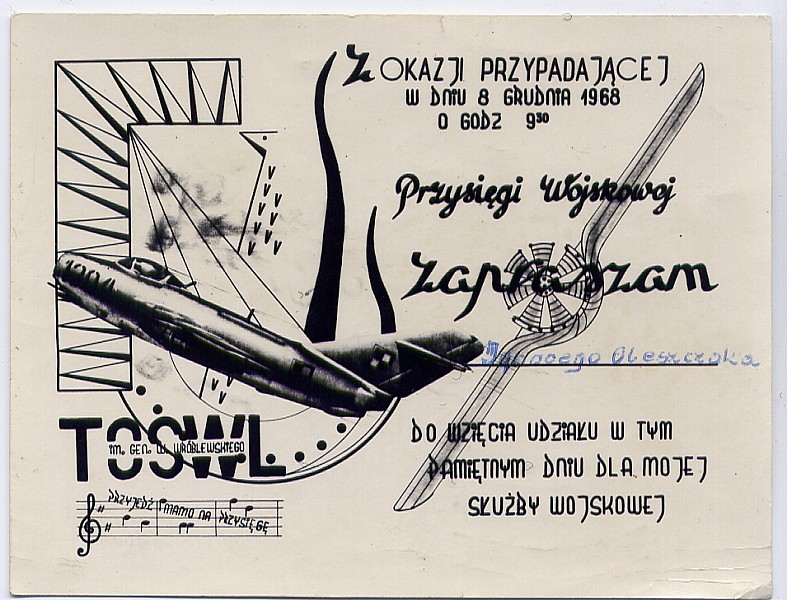 Z OKAZJI PRZYPADAJĄCEJ
W DNIU 8 GRUDNIA 1968
O GODZ 9³⁰
Przysięgi Wojskowej
Zapraszam
Ignacego Oleszczaka
DO WZIĘCIA UDZIAŁU W TYM
PAMIĘTNYM DNIU DLA MOJEJ
SŁUŻBY WOJSKOWEJ
TOSWL
IM. GEN. W. WRÓBLEWSKIEGO
PRZYJEDŹ MAMO NA PRZYSIĘGĘ